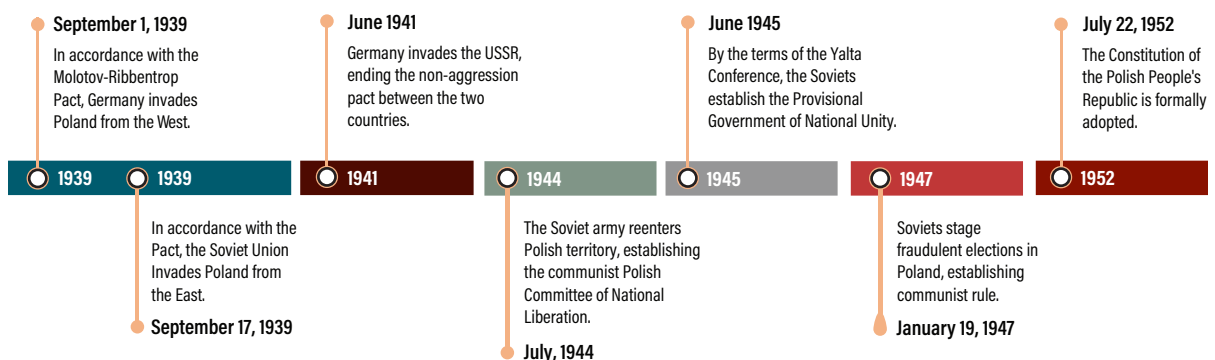 September 1, 1939
In accordance with the
Molotov-Ribbentrop
Pact, Germany invades
Poland from the West.
June 1941
Germany invades the USSR,
ending the non-aggression
pact between the two
countries.
June 1945
By the terms of the Yalta
Conference, the Soviets
establish the Provisional
Government of National Unity.
July 22, 1952
The Constitution of
the Polish People's
Republic is formally
adopted.
1939
1939
1941
1944
1945
1947
1952
In accordance with the
Pact, the Soviet Union
Invades Poland from
the East.
September 17, 1939
The Soviet army reenters
Polish territory, establishing
the communist Polish
Committee of National
Liberation.
July, 1944
Soviets stage
fraudulent elections in
Poland, establishing
communist rule.
January 19, 1947